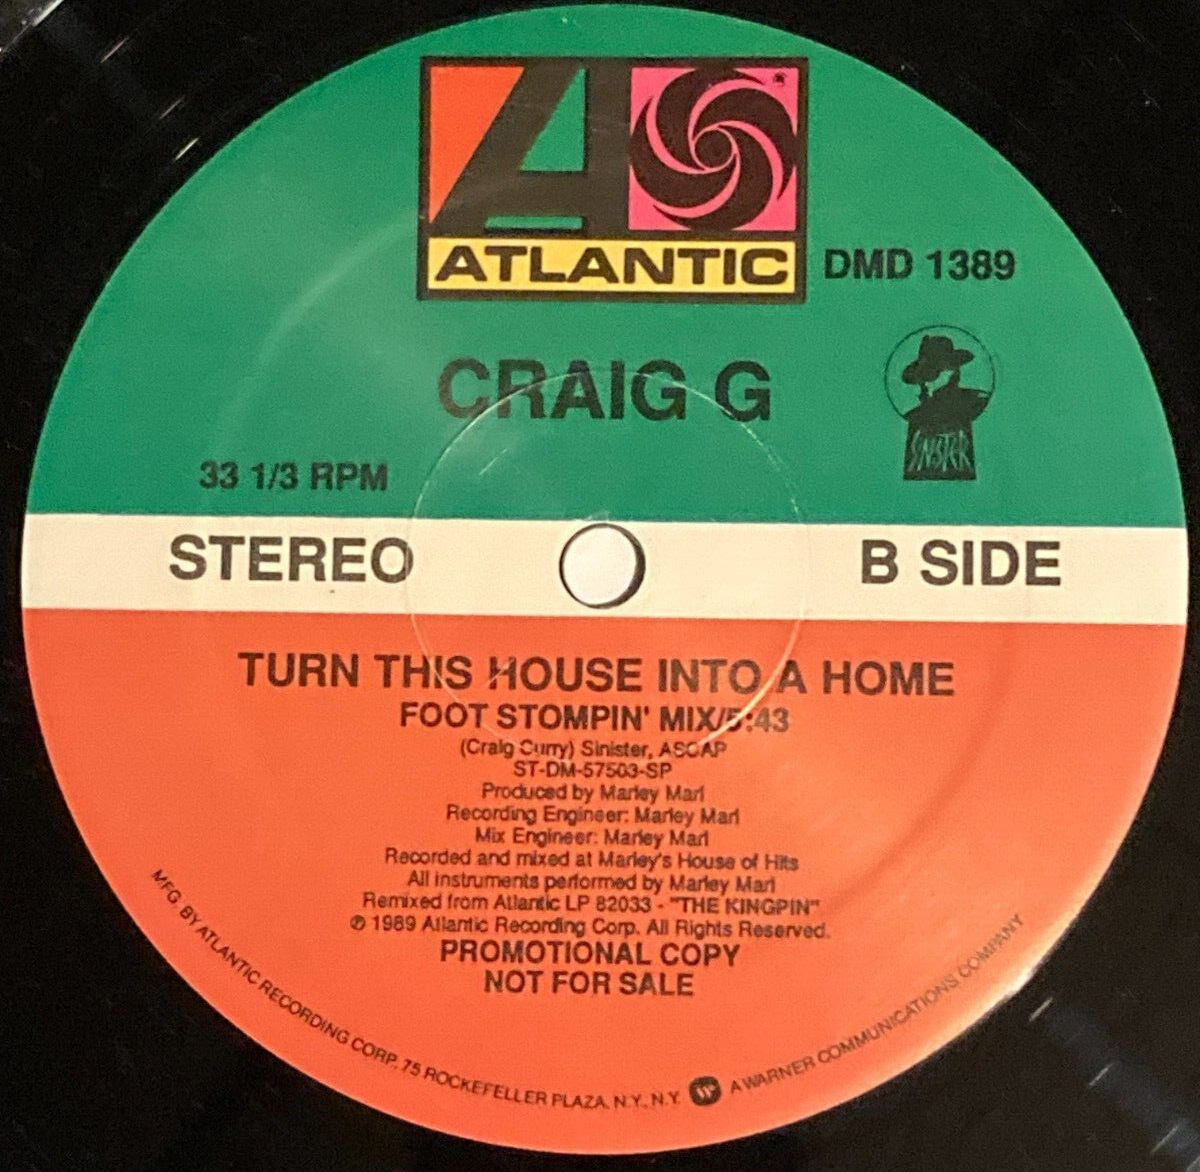 ATLANTIC
DMD 1389
CRAIG G
SINISTER
33 1/3 RPM
STEREO
B SIDE
TURN THIS HOUSE INTO A HOME
FOOT STOMPIN' MIX/5:43
(Craig Curry) Sinister, ASCAP
ST-DM-57503-SP
Produced by Marley Marl
Recording Engineer: Marley Marl
Mix Engineer: Marley Marl
Recorded and mixed at Marley's House of Hits
All instruments performed by Marley Marl
Remixed from Atlantic LP 82033 - "THE KINGPIN"
℗ 1989 Atlantic Recording Corp. All Rights Reserved.
PROMOTIONAL COPY
NOT FOR SALE
MFG. BY ATLANTIC RECORDING CORP., 75 ROCKEFELLER PLAZA, N.Y., N.Y. A WARNER COMMUNICATIONS COMPANY